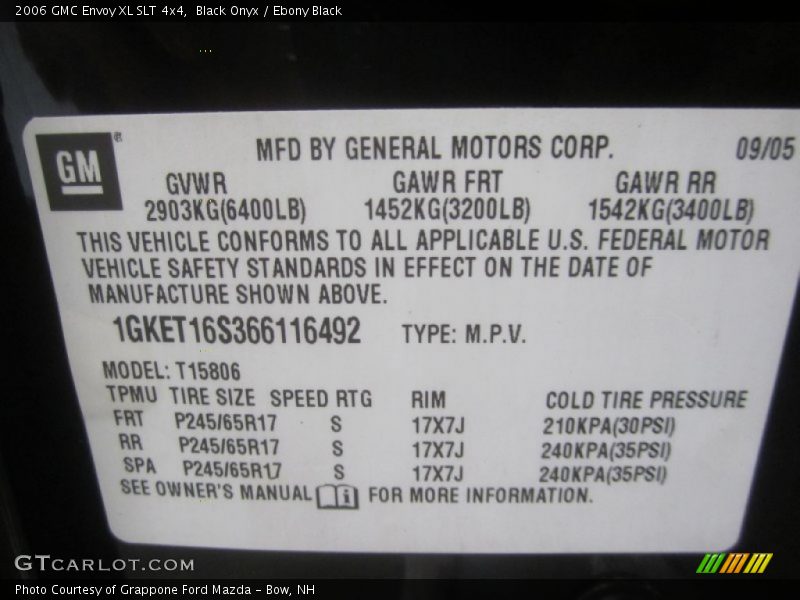 2006 GMC Envoy XL SLT 4x4,  Black Onyx / Ebony Black
GM®
MFD BY GENERAL MOTORS CORP. 09/05
GVWR GAWR FRT GAWR RR
2903KG(6400LB) 1452KG(3200LB) 1542KG(3400LB)
THIS VEHICLE CONFORMS TO ALL APPLICABLE U.S. FEDERAL MOTOR
VEHICLE SAFETY STANDARDS IN EFFECT ON THE DATE OF
MANUFACTURE SHOWN ABOVE.
1GKET16S366116492 TYPE: M.P.V.
MODEL: T15806
TPMU TIRE SIZE SPEED RTG RIM COLD TIRE PRESSURE
FRT P245/65R17 S 17X7J 210KPA(30PSI)
RR P245/65R17 S 17X7J 240KPA(35PSI)
SPA P245/65R17 S 17X7J 240KPA(35PSI)
SEE OWNER'S MANUAL i FOR MORE INFORMATION.
GTCARLOT.COM
Photo Courtesy of Grappone Ford Mazda - Bow, NH